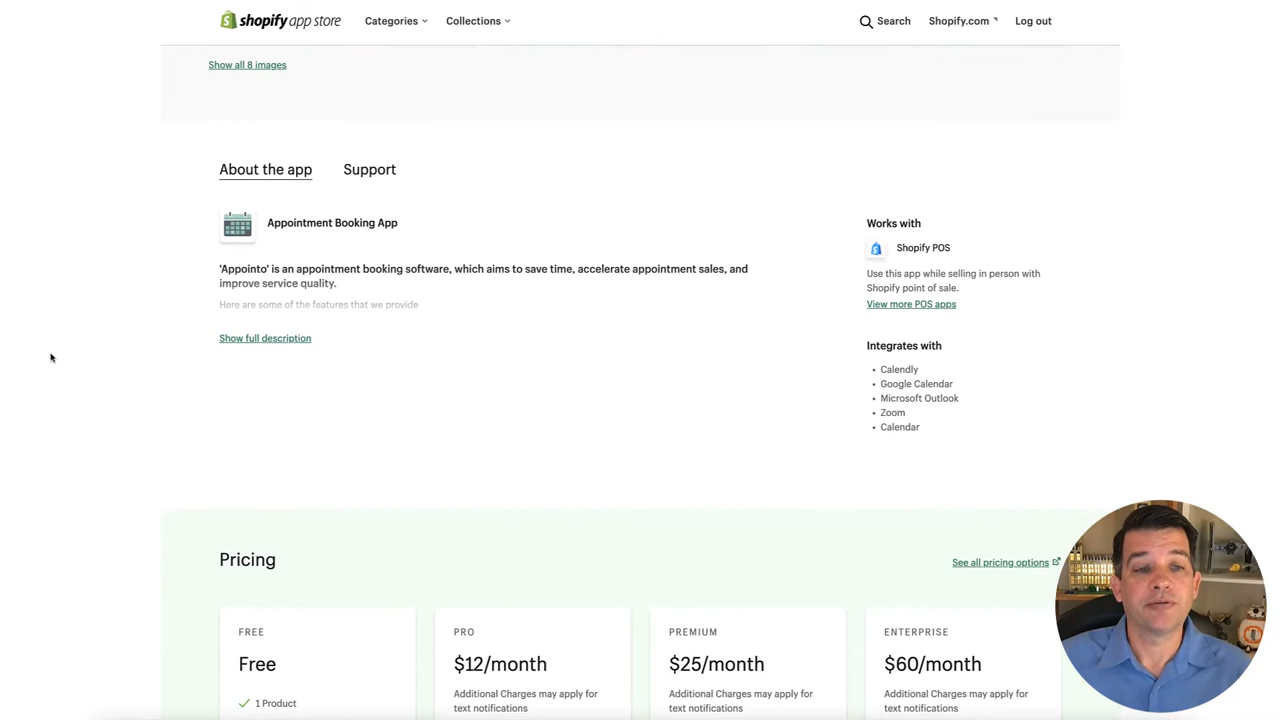 shopify app store
Categories
Collections
Search
Shopify.com
Log out
Show all 8 images
About the app
Support
Appointment Booking App
'Appointo' is an appointment booking software, which aims to save time, accelerate appointment sales, and
improve service quality.
Here are some of the features that we provide
Show full description
Works with
Shopify POS
Use this app while selling in person with
Shopify point of sale.
View more POS apps
Integrates with
• Calendly
• Google Calendar
• Microsoft Outlook
• Zoom
• Calendar
Pricing
See all pricing options
FREE
Free
1 Product
PRO
$12/month
Additional Charges may apply for
text notifications
PREMIUM
$25/month
Additional Charges may apply for
text notifications
ENTERPRISE
$60/month
Additional Charges may apply for
text notifications